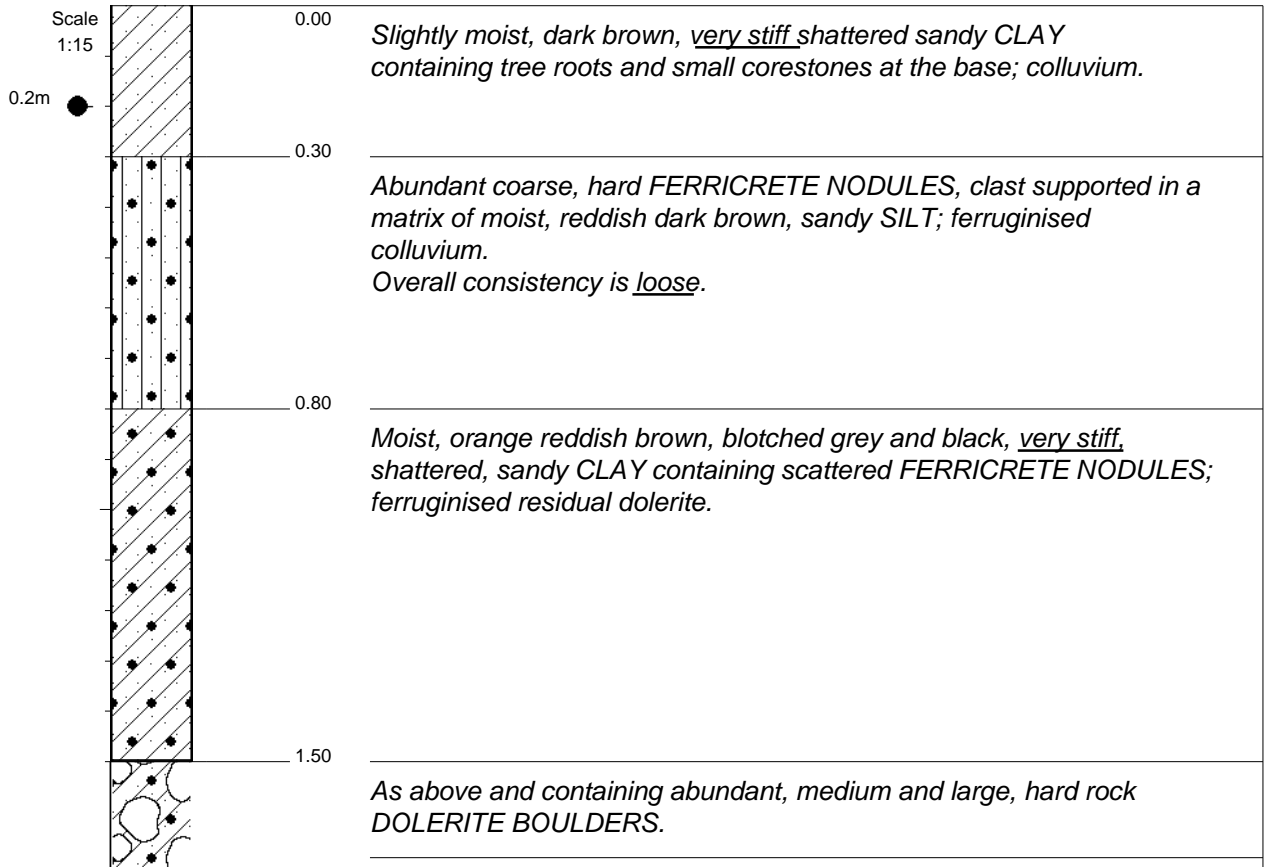 Scale
1:15
0.00
Slightly moist, dark brown, very stiff shattered sandy CLAY
containing tree roots and small corestones at the base; colluvium.
0.2m
0.30
Abundant coarse, hard FERRICRETE NODULES, clast supported in a
matrix of moist, reddish dark brown, sandy SILT; ferruginised
colluvium.
Overall consistency is loose.
0.80
Moist, orange reddish brown, blotched grey and black, very stiff,
shattered, sandy CLAY containing scattered FERRICRETE NODULES;
ferruginised residual dolerite.
1.50
As above and containing abundant, medium and large, hard rock
DOLERITE BOULDERS.